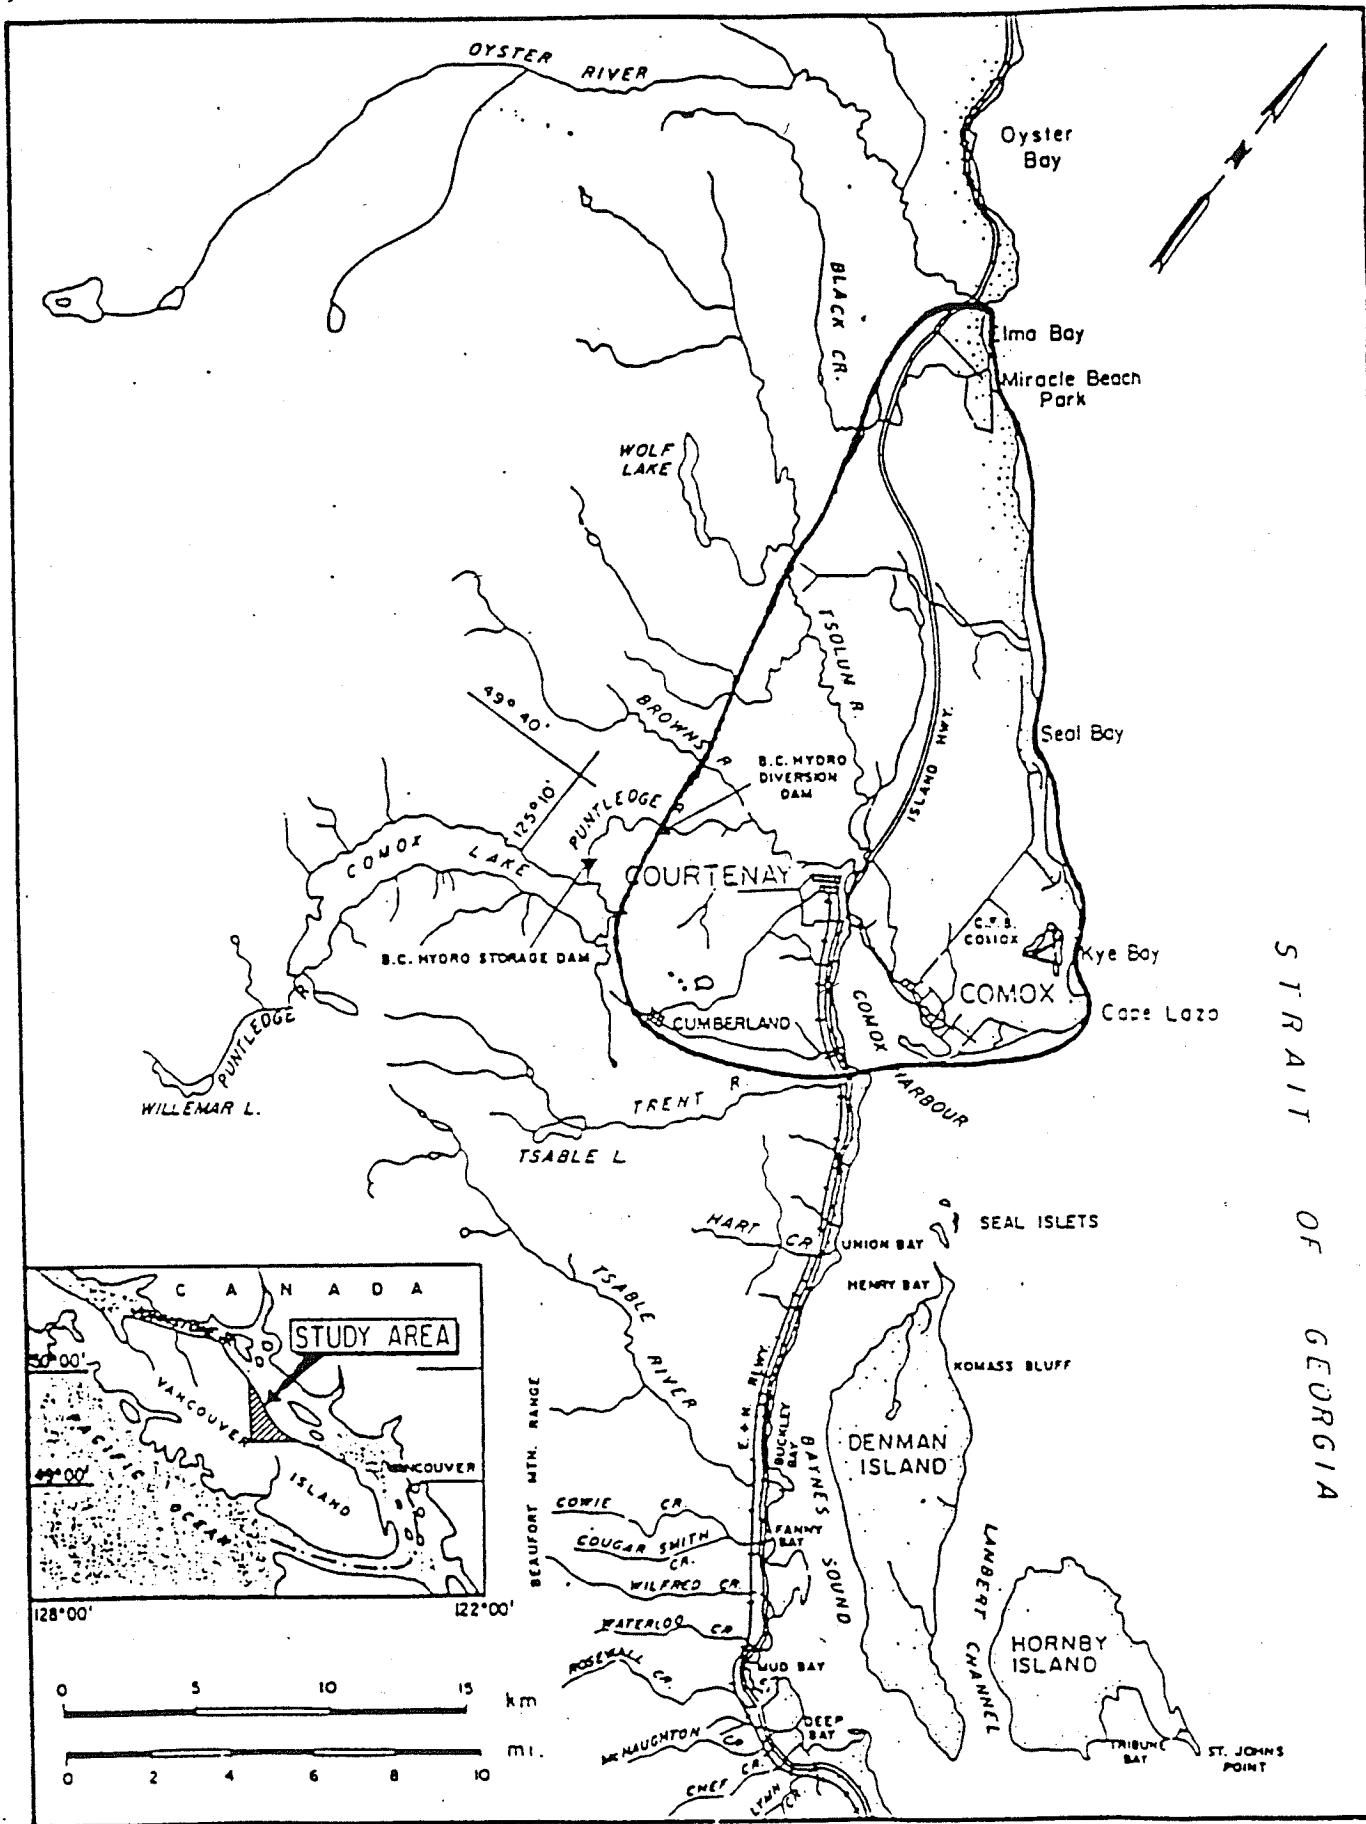 OYSTER RIVER
Oyster
Bay
BLACK CR.
Elma Bay
Miracle Beach
Park
WOLF
LAKE
TSOLUM R.
BROWNS R.
49° 40'
125° 10'
ISLAND HWY.
Seal Bay
B.C. HYDRO
DIVERSION
DAM
PUNTLEDGE R.
COMOX LAKE
COURTENAY
C.F.B.
COMOX
B.C. HYDRO STORAGE DAM
Kye Bay
COMOX
Cape Lazo
CUMBERLAND
COMOX HARBOUR
PUNTLEDGE R.
WILLEMAR L.
TRENT R.
TSABLE L.
STRAIT OF GEORGIA
HART CR.
UNION BAY
SEAL ISLETS
HENRY BAY
TSABLE RIVER
KOMASS BLUFF
E. & N. RLWY.
BUCKLEY
BAY
BAYNES SOUND
DENMAN
ISLAND
BEAUFORT MTN. RANGE
COWIE CR.
COUGAR SMITH
CR.
FANNY
BAY
WILFRED CR.
WATERLOO CR.
ROSEWALL CR.
MUD BAY
LAMBERT CHANNEL
HORNBY
ISLAND
DEEP
BAY
McNAUGHTON CR.
CHEF CR.
LYMN CR.
TRIBUNE
BAY
ST. JOHNS
POINT
CANADA
STUDY AREA
50°00'
VANCOUVER ISLAND
49°00'
VANCOUVER
PACIFIC OCEAN
128°00'
122°00'
0 5 10 15 km
mi.
0 2 4 6 8 10